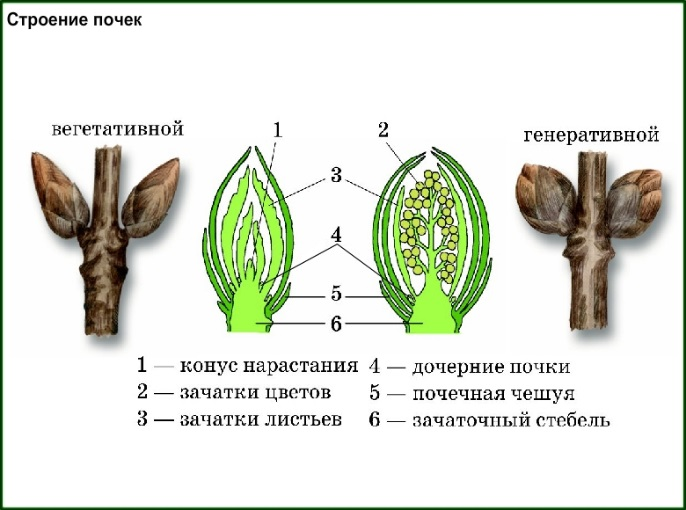 Строение почек
вегетативной
1
2
генеративной
3
4
5
6
1 — конус нарастания
2 — зачатки цветов
3 — зачатки листьев
4 — дочерние почки
5 — почечная чешуя
6 — зачаточный стебель